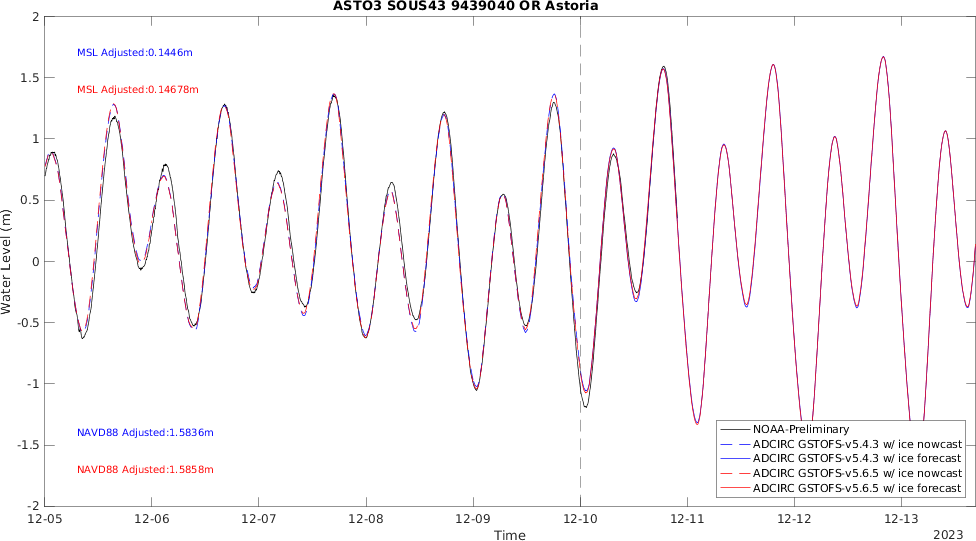 ASTO3 SOUS43 9439040 OR Astoria
MSL Adjusted:0.1446m
MSL Adjusted:0.14678m
NAVD88 Adjusted:1.5836m
NAVD88 Adjusted:1.5858m
Water Level (m)
2
1.5
1
0.5
0
-0.5
-1
-1.5
-2
NOAA-Preliminary
ADCIRC GSTOFS-v5.4.3 w/ ice nowcast
ADCIRC GSTOFS-v5.4.3 w/ ice forecast
ADCIRC GSTOFS-v5.6.5 w/ ice nowcast
ADCIRC GSTOFS-v5.6.5 w/ ice forecast
12-05 12-06 12-07 12-08 12-09 12-10 12-11 12-12 12-13
Time
2023